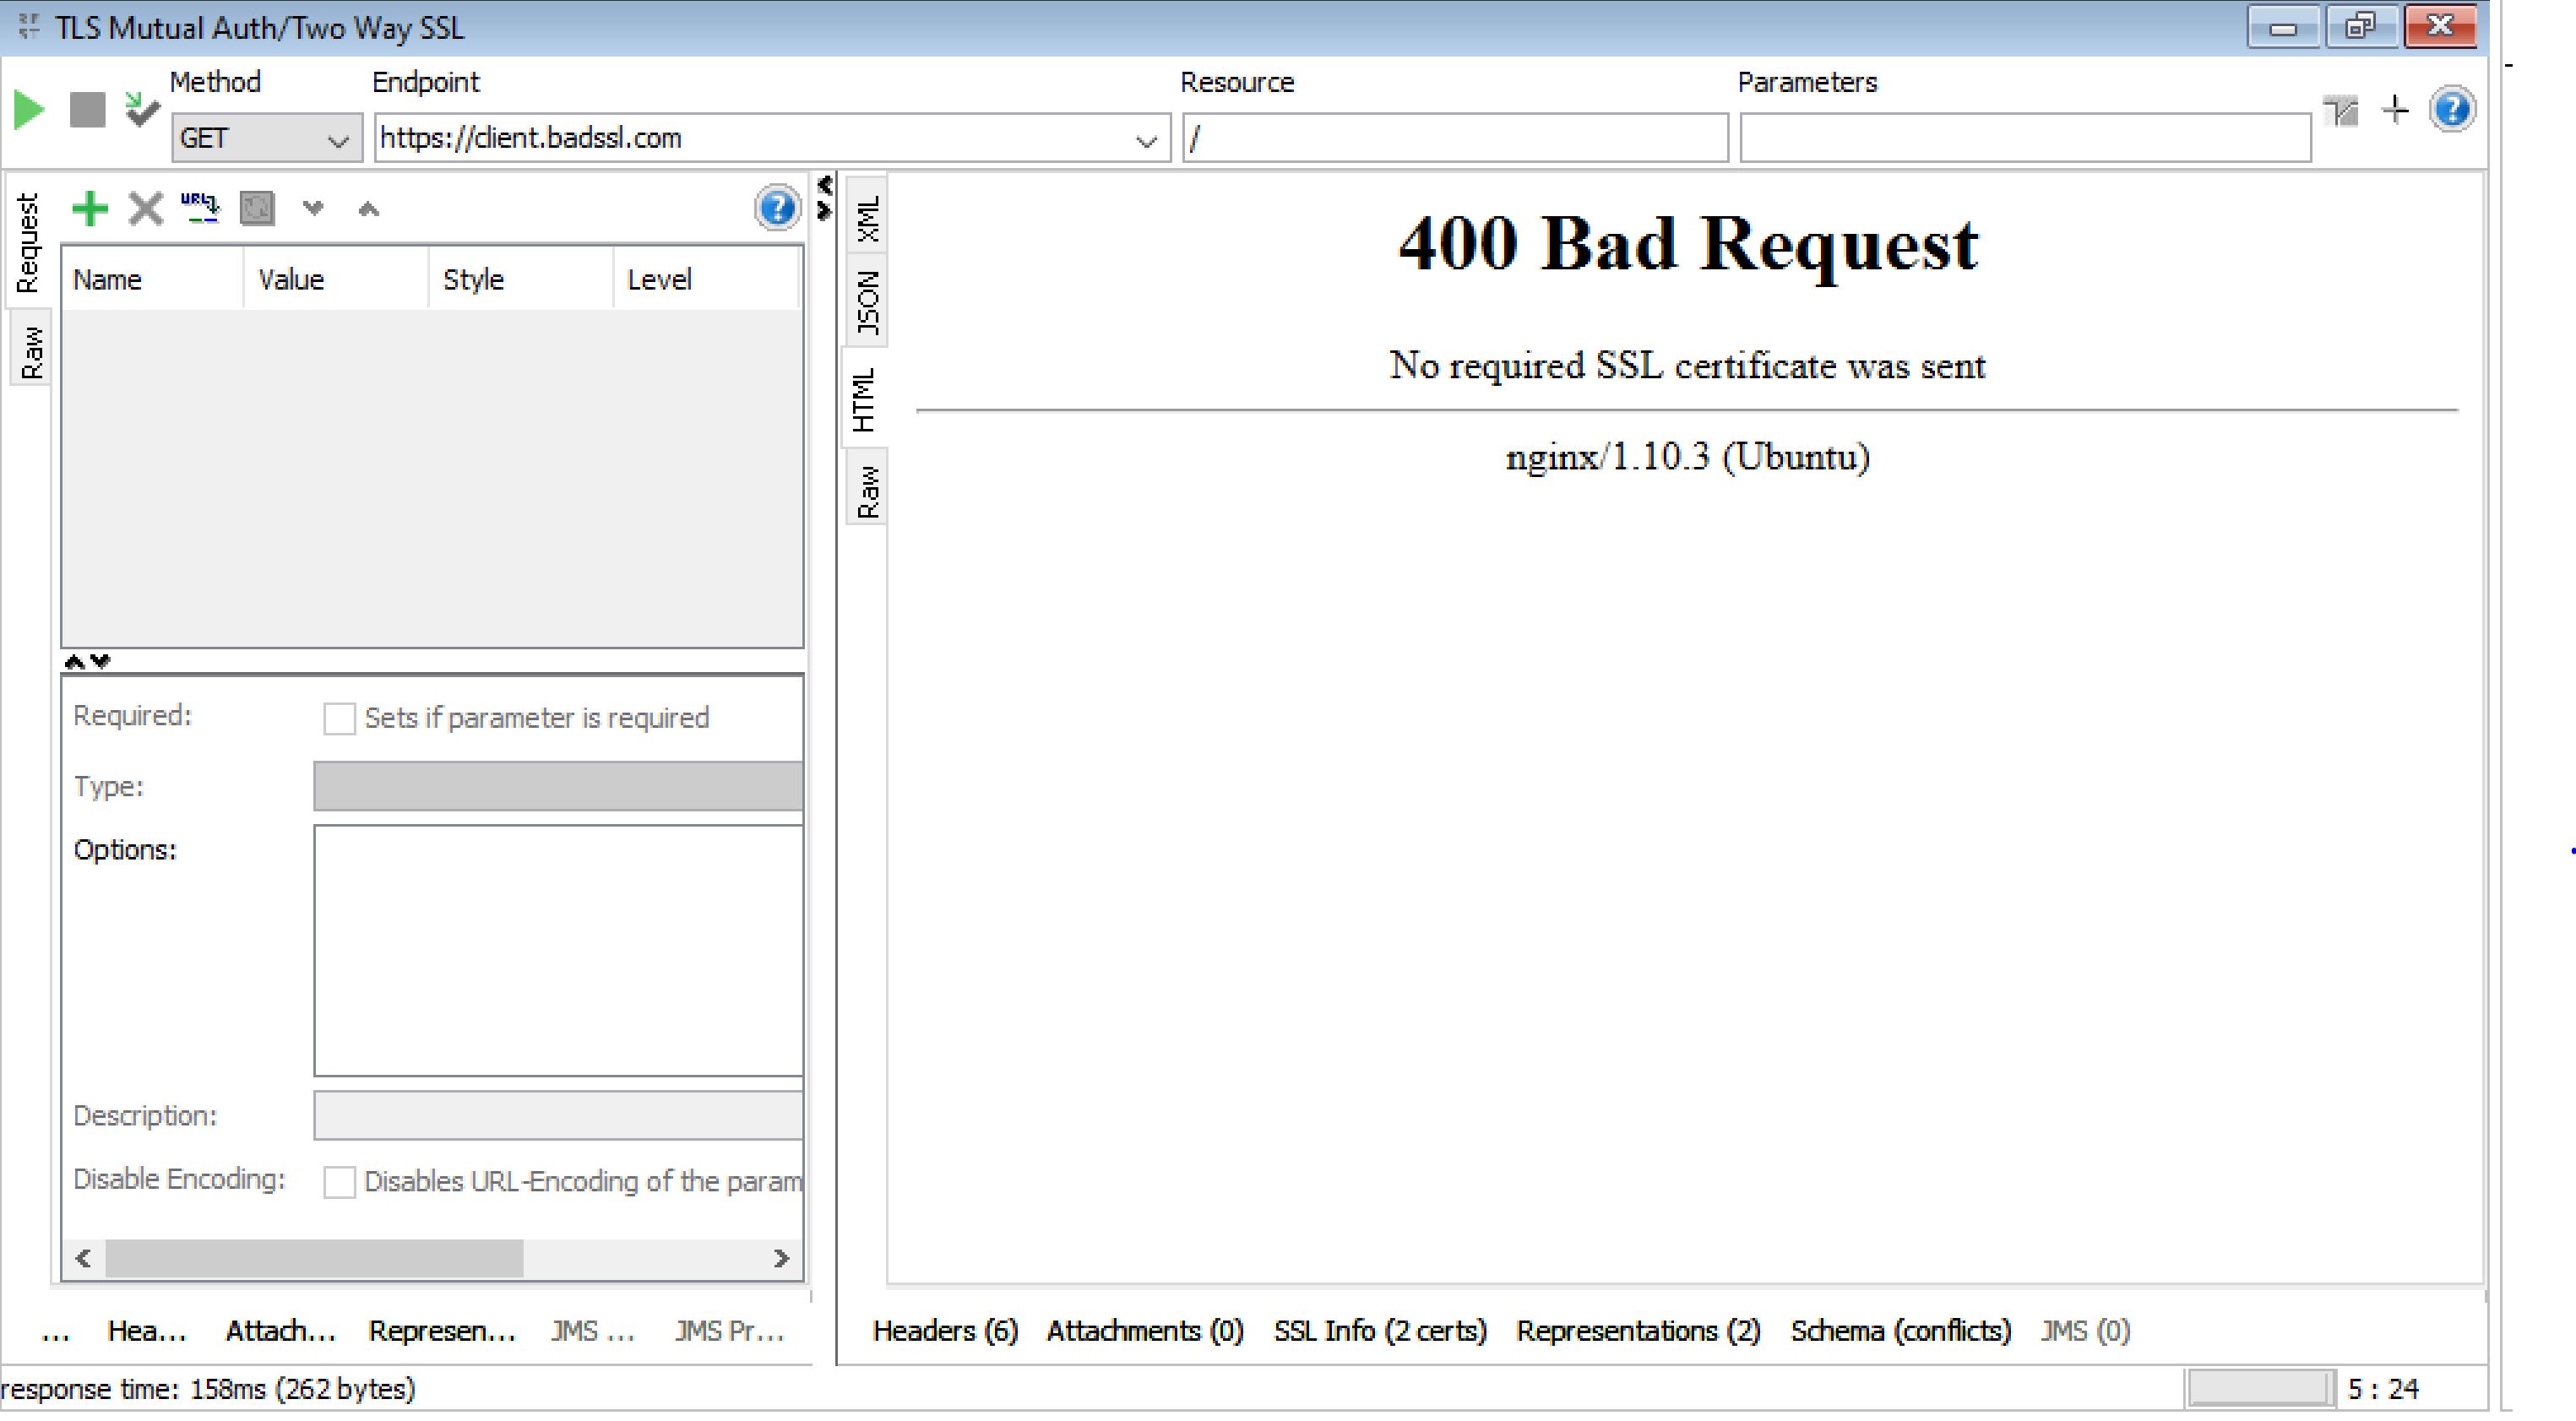 TLS Mutual Auth/Two Way SSL
Method
Endpoint
Resource
Parameters
GET
https://client.badssl.com
/
Request
Raw
URL
Name
Value
Style
Level
Required:
Sets if parameter is required
Type:
Options:
Description:
Disable Encoding:
Disables URL-Encoding of the param
...
Hea...
Attach...
Represen...
JMS ...
JMS Pr...
XML
JSON
HTML
Raw
400 Bad Request
No required SSL certificate was sent
nginx/1.10.3 (Ubuntu)
Headers (6)
Attachments (0)
SSL Info (2 certs)
Representations (2)
Schema (conflicts)
JMS (0)
response time: 158ms (262 bytes)
5 : 24